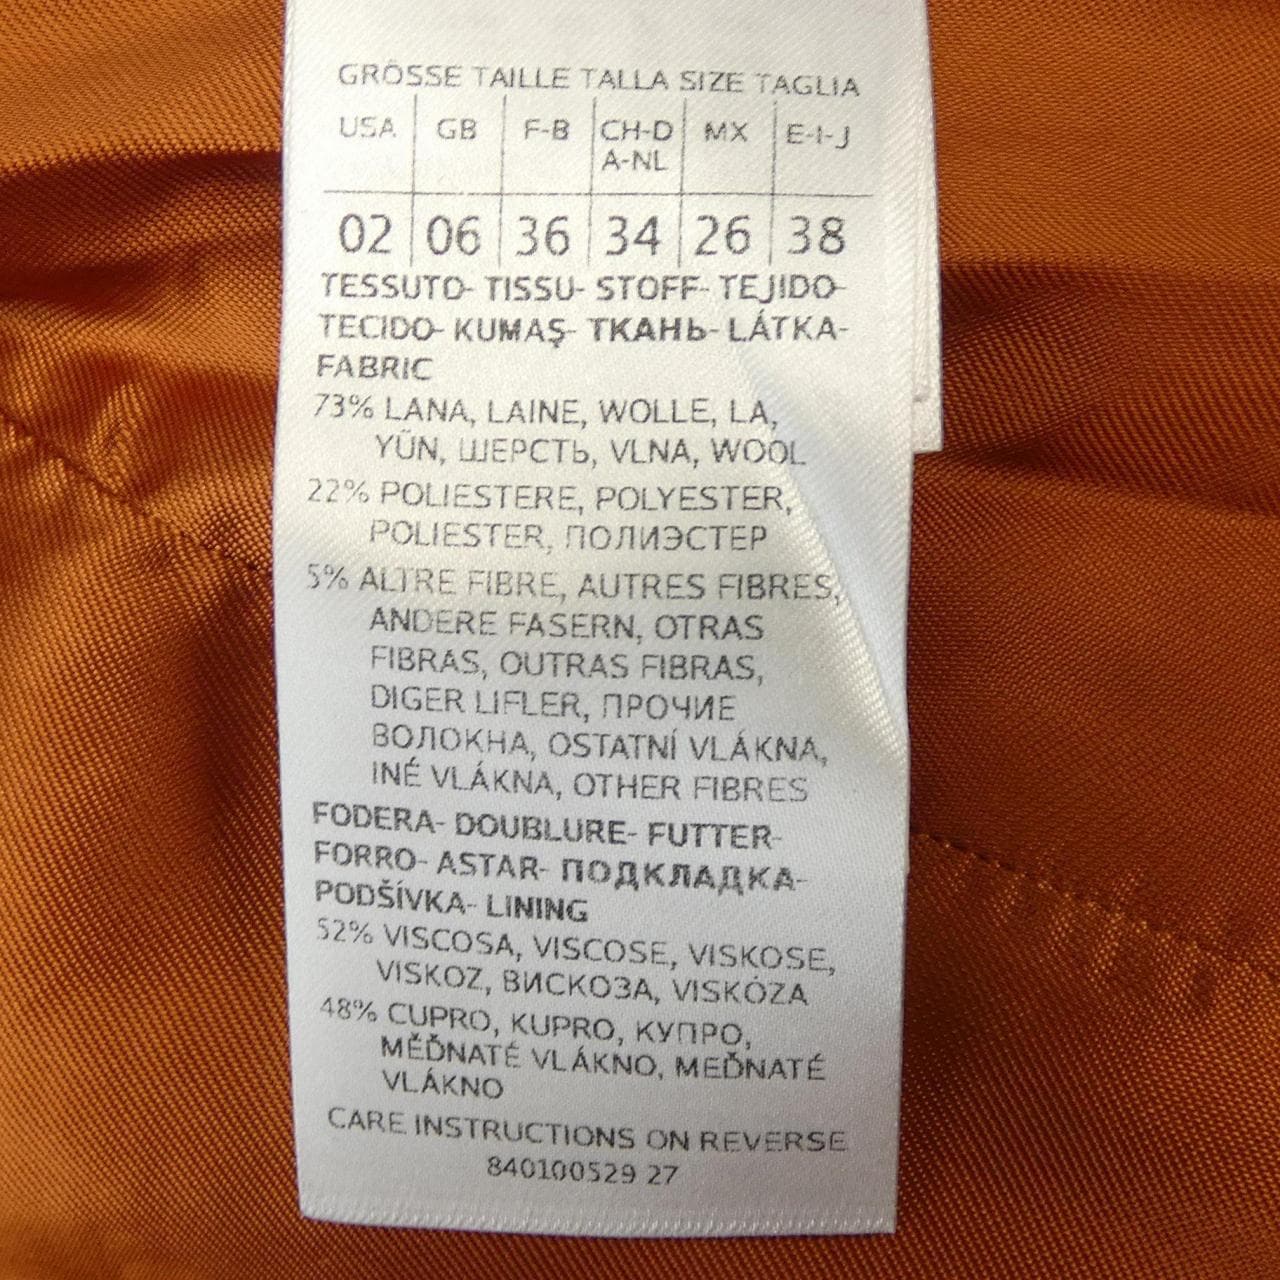 GRÖSSE TAILLE TALLA SIZE TAGLIA
USA GB F-B CH-D A-NL MX E-I-J
02 06 36 34 26 38
TESSUTO- TISSU- STOFF- TEJIDO-
TECIDO- KUMAŞ- ТКАНЬ- LÁTKA-
FABRIC
73% LANA, LAINE, WOLLE, LA,
YÜN, ШЕРСТЬ, VLNA, WOOL
22% POLIESTERE, POLYESTER,
POLIESTER, ПОЛИЭСТЕР
5% ALTRE FIBRE, AUTRES FIBRES,
ANDERE FASERN, OTRAS
FIBRAS, OUTRAS FIBRAS,
DIGER LIFLER, ПРОЧИЕ
ВОЛОКНА, OSTATNÍ VLÁKNA,
INÉ VLÁKNA, OTHER FIBRES
FODERA- DOUBLURE- FUTTER-
FORRO- ASTAR- ПОДКЛАДКА-
PODŠÍVKA- LINING
52% VISCOSA, VISCOSE, VISKOSE,
VISKOZ, ВИСКОЗА, VISKÓZA
48% CUPRO, KUPRO, КУПРО,
MĚĎNATÉ VLÁKNO, MEĎNATÉ
VLÁKNO
CARE INSTRUCTIONS ON REVERSE
840100529 27